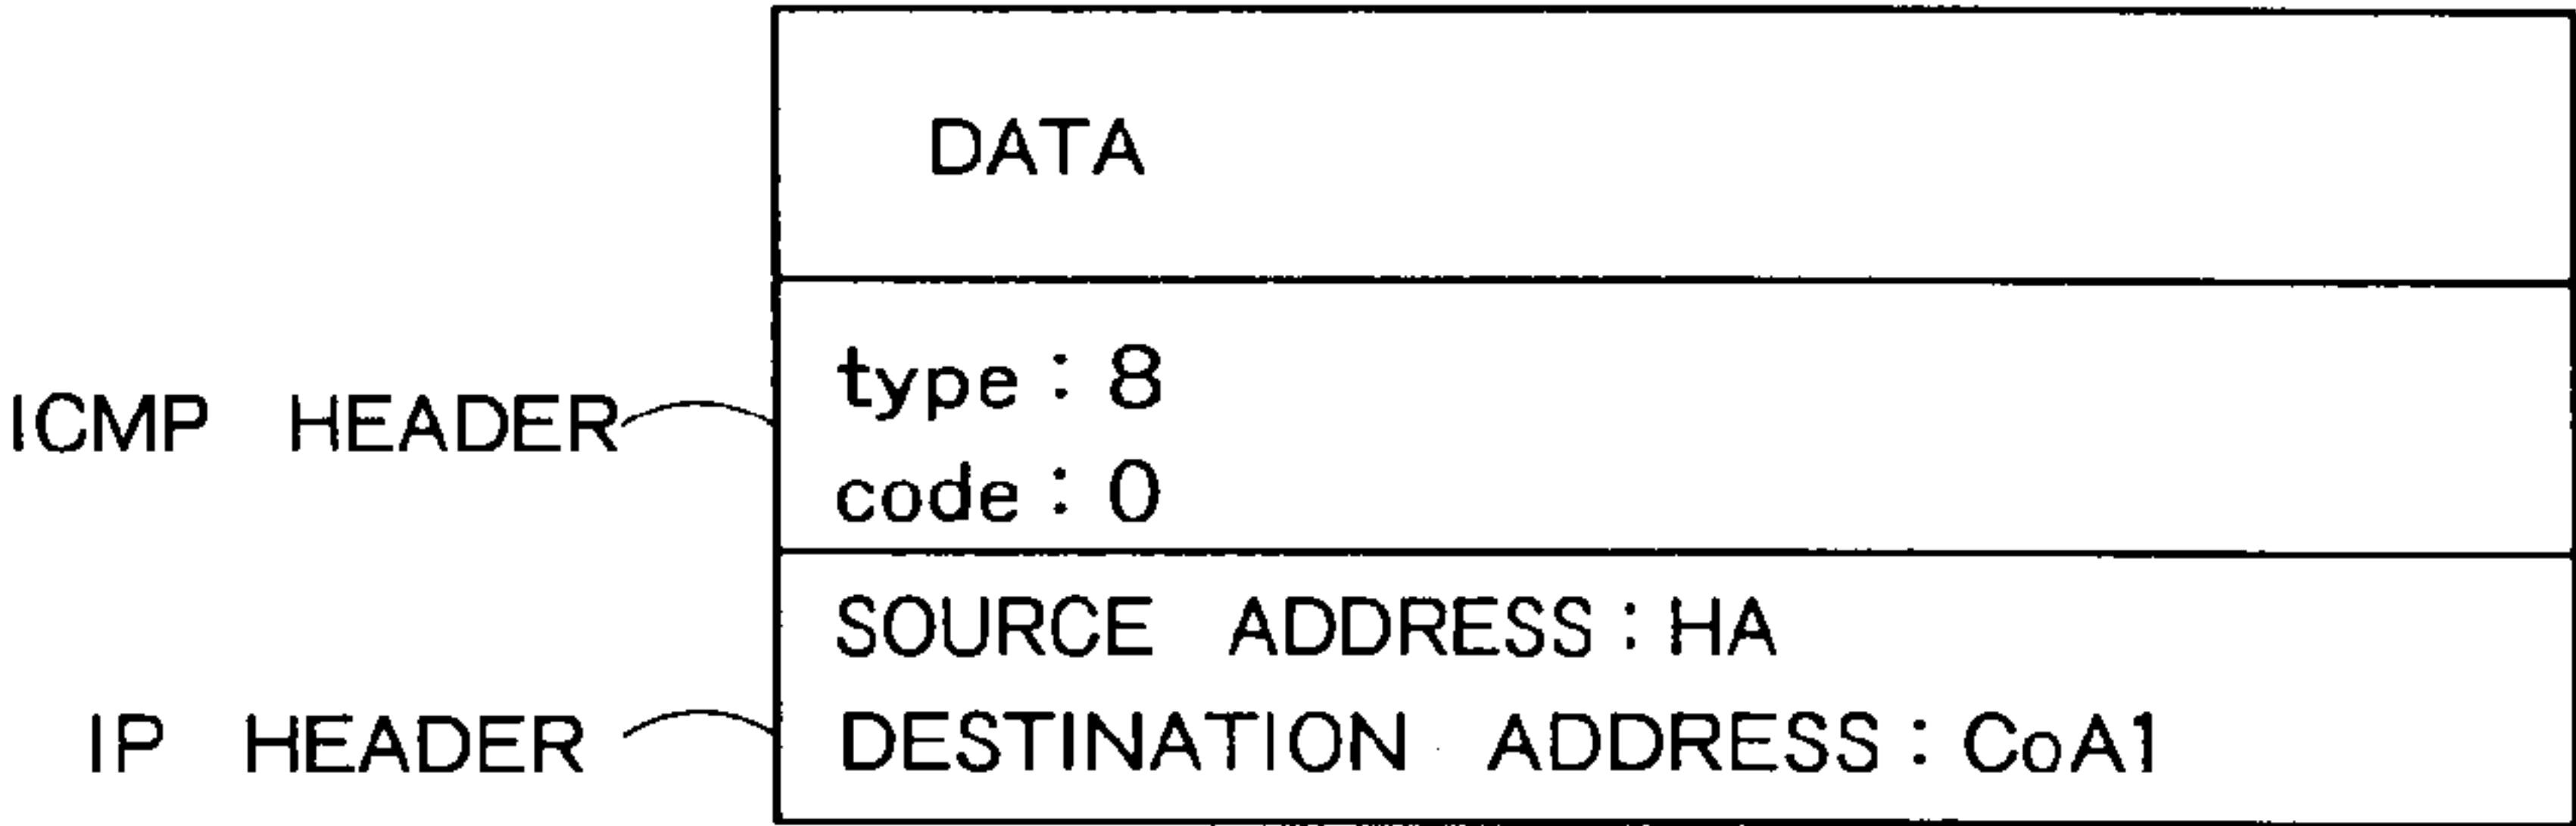 DATA
ICMP HEADER
type : 8
code : 0
IP HEADER
SOURCE ADDRESS : HA
DESTINATION ADDRESS : CoA1